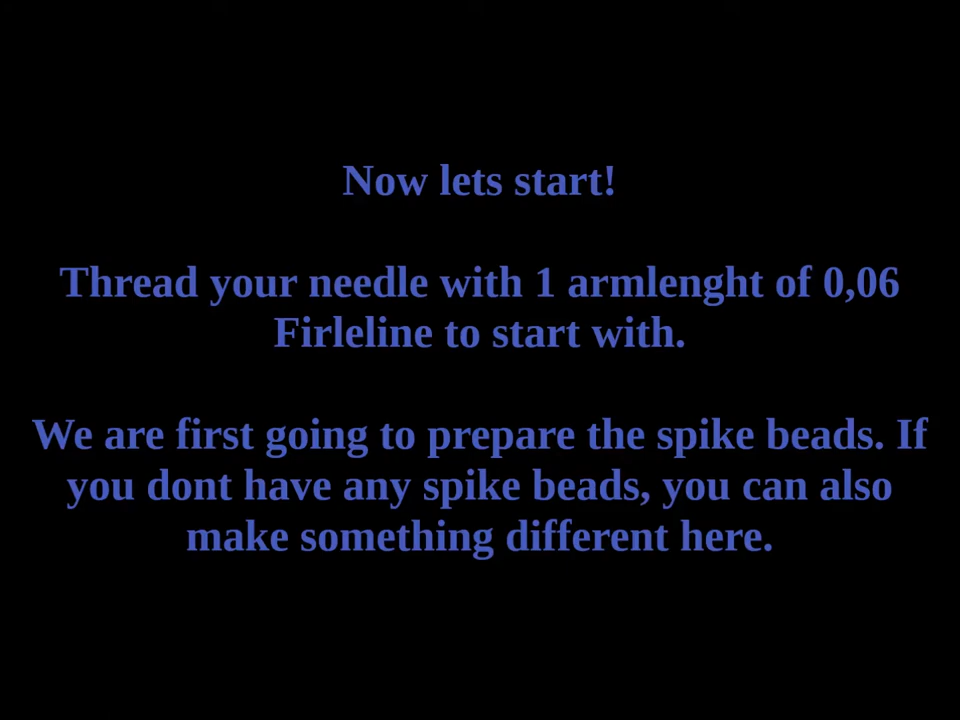 Now lets start!
Thread your needle with 1 armlenght of 0,06
Firleline to start with.
We are first going to prepare the spike beads. If
you dont have any spike beads, you can also
make something different here.